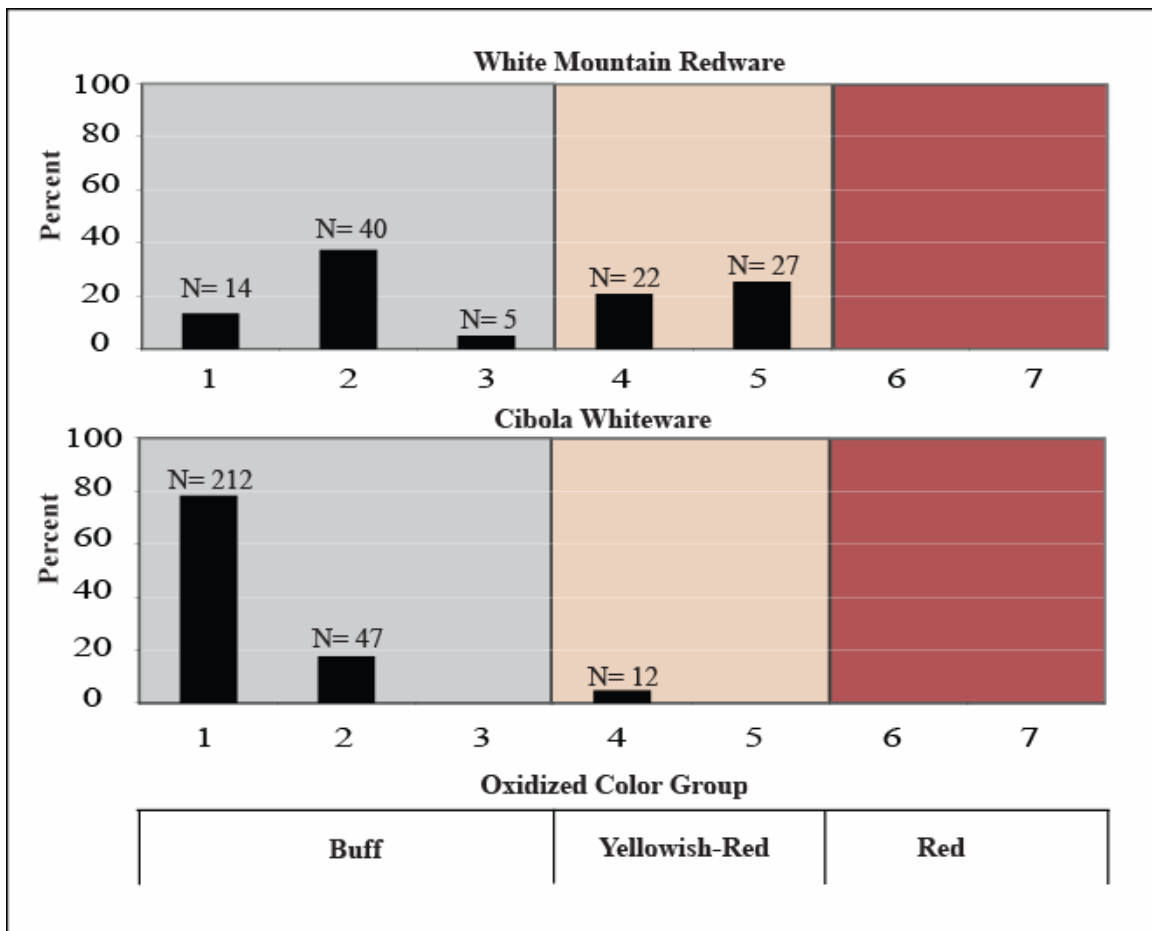 White Mountain Redware
Percent
100
80
60
40
20
0
N= 14
N= 40
N= 5
N= 22
N= 27
1 2 3 4 5 6 7
Cibola Whiteware
Percent
100
80
60
40
20
0
N= 212
N= 47
N= 12
1 2 3 4 5 6 7
Oxidized Color Group
Buff Yellowish-Red Red